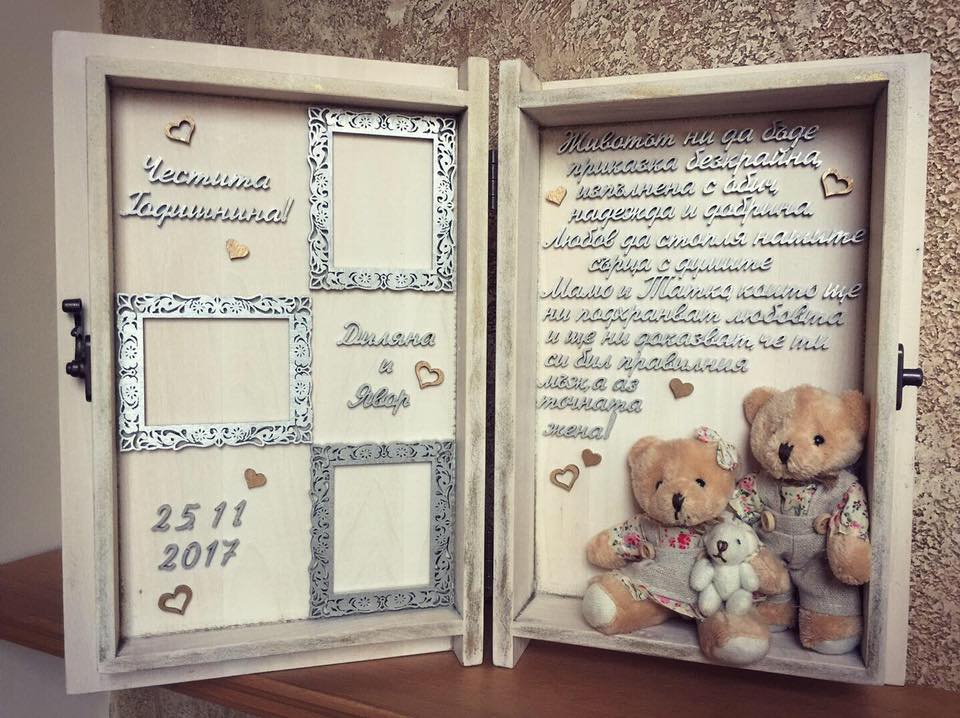 Честита
Годишнина!
Диляна
и
Явор
25.11
2017
Животът ни да бъде
приказка безкрайна,
изпълнена с обич,
надежда и добрина.
Любов да стопля нашите
сърца с душите
Мамо и Татко, които ще
ни подхранват любовта
и ще ни доказват, че ти
си бил правилния
мъж, а аз
точната
жена!